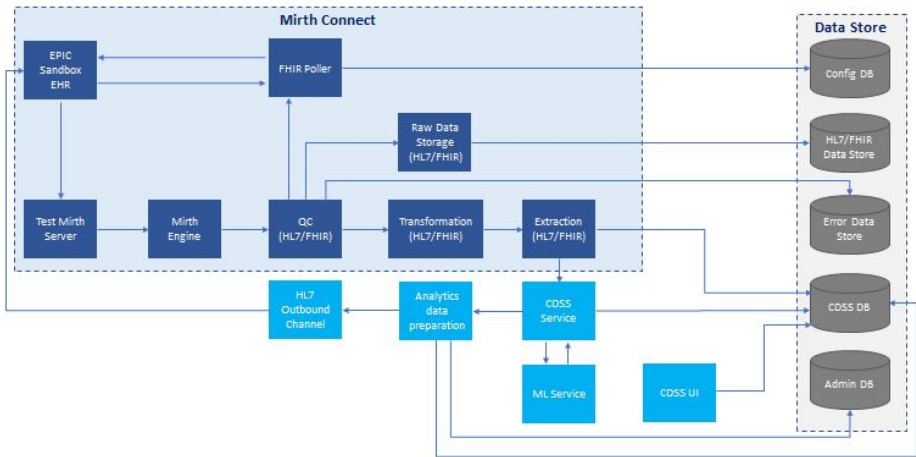 Mirth Connect
Data Store
EPIC
Sandbox
EHR
FHIR Poller
Config DB
Raw Data
Storage
(HL7/FHIR)
HL7/FHIR
Data Store
Test Mirth
Server
Mirth
Engine
QC
(HL7/FHIR)
Transformation
(HL7/FHIR)
Extraction
(HL7/FHIR)
Error Data
Store
HL7
Outbound
Channel
Analytics
data
preparation
CDSS
Service
CDSS DB
ML Service
CDSS UI
Admin DB